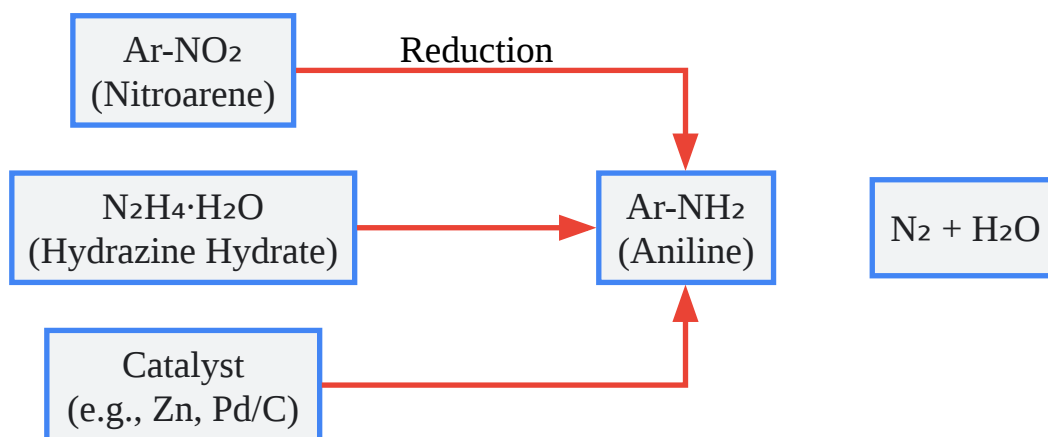 Ar-NO₂
(Nitroarene)
Reduction
N₂H₄·H₂O
(Hydrazine Hydrate)
Ar-NH₂
(Aniline)
N₂ + H₂O
Catalyst
(e.g., Zn, Pd/C)